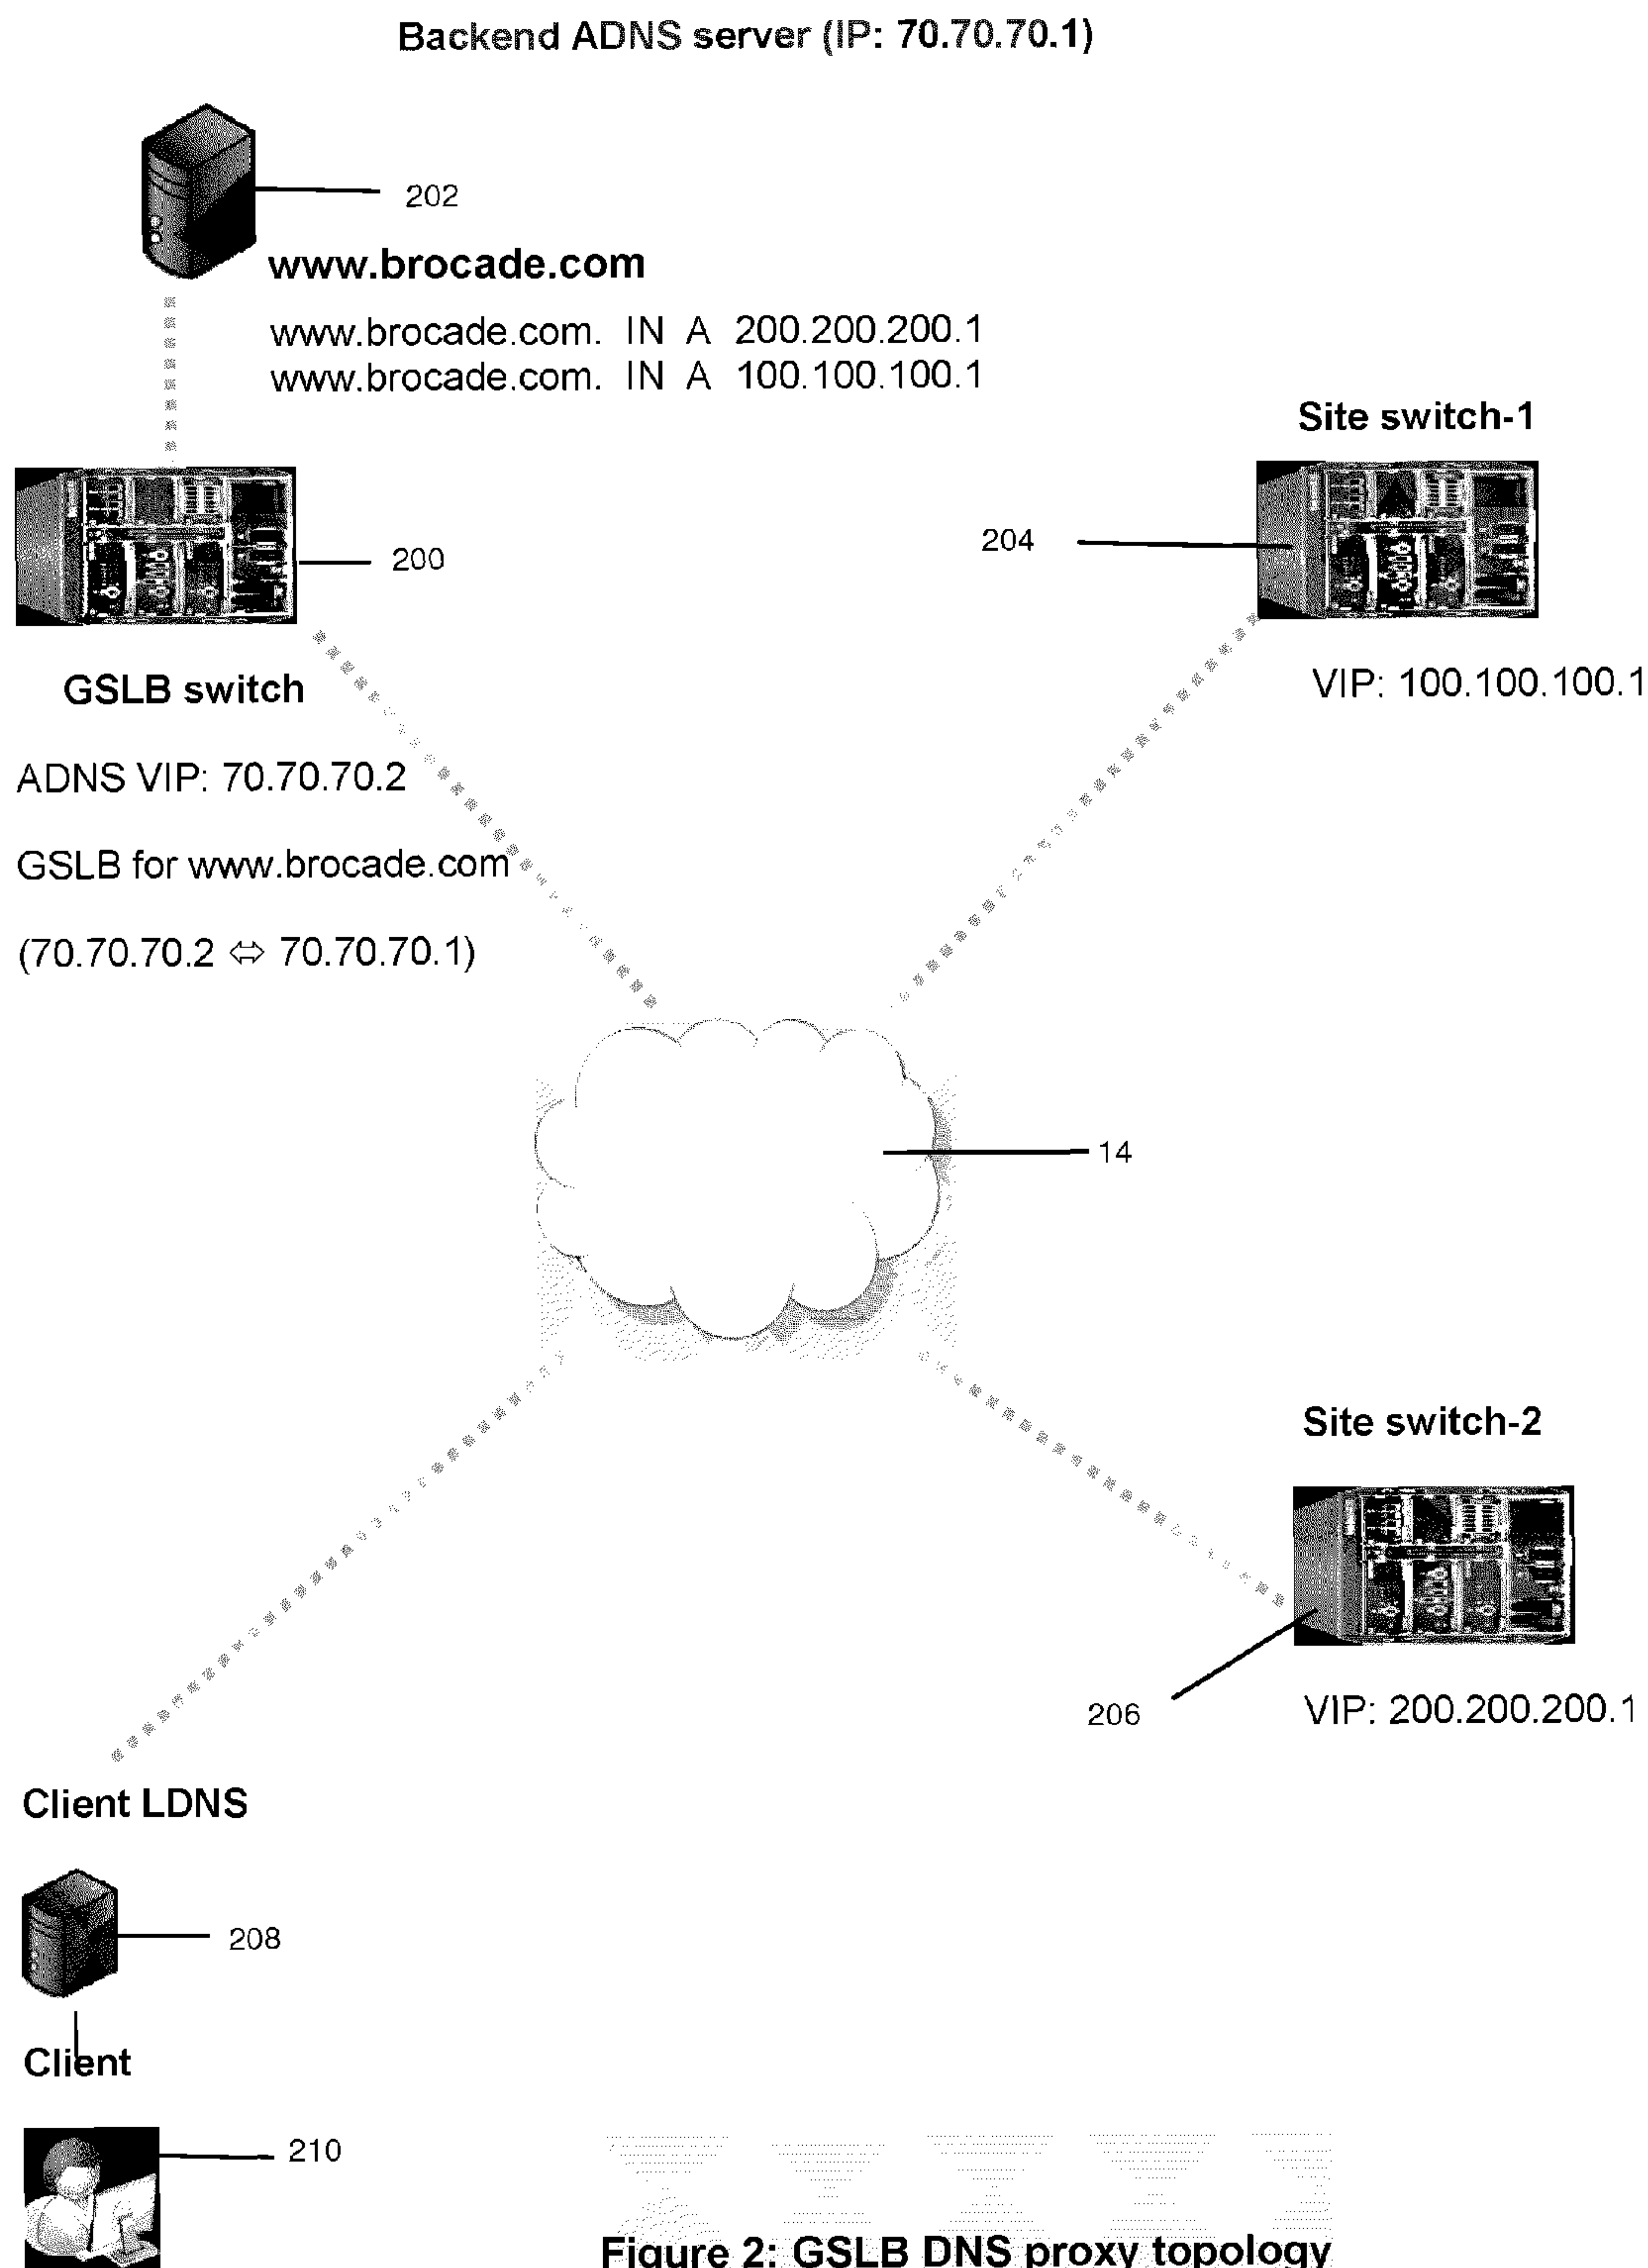 Backend ADNS server (IP: 70.70.70.1)
202
www.brocade.com
www.brocade.com. IN A 200.200.200.1
www.brocade.com. IN A 100.100.100.1
Site switch-1
200
204
GSLB switch
VIP: 100.100.100.1
ADNS VIP: 70.70.70.2
GSLB for www.brocade.com
(70.70.70.2 ⇔ 70.70.70.1)
14
Site switch-2
206
VIP: 200.200.200.1
Client LDNS
208
Client
210
Figure 2: GSLB DNS proxy topology